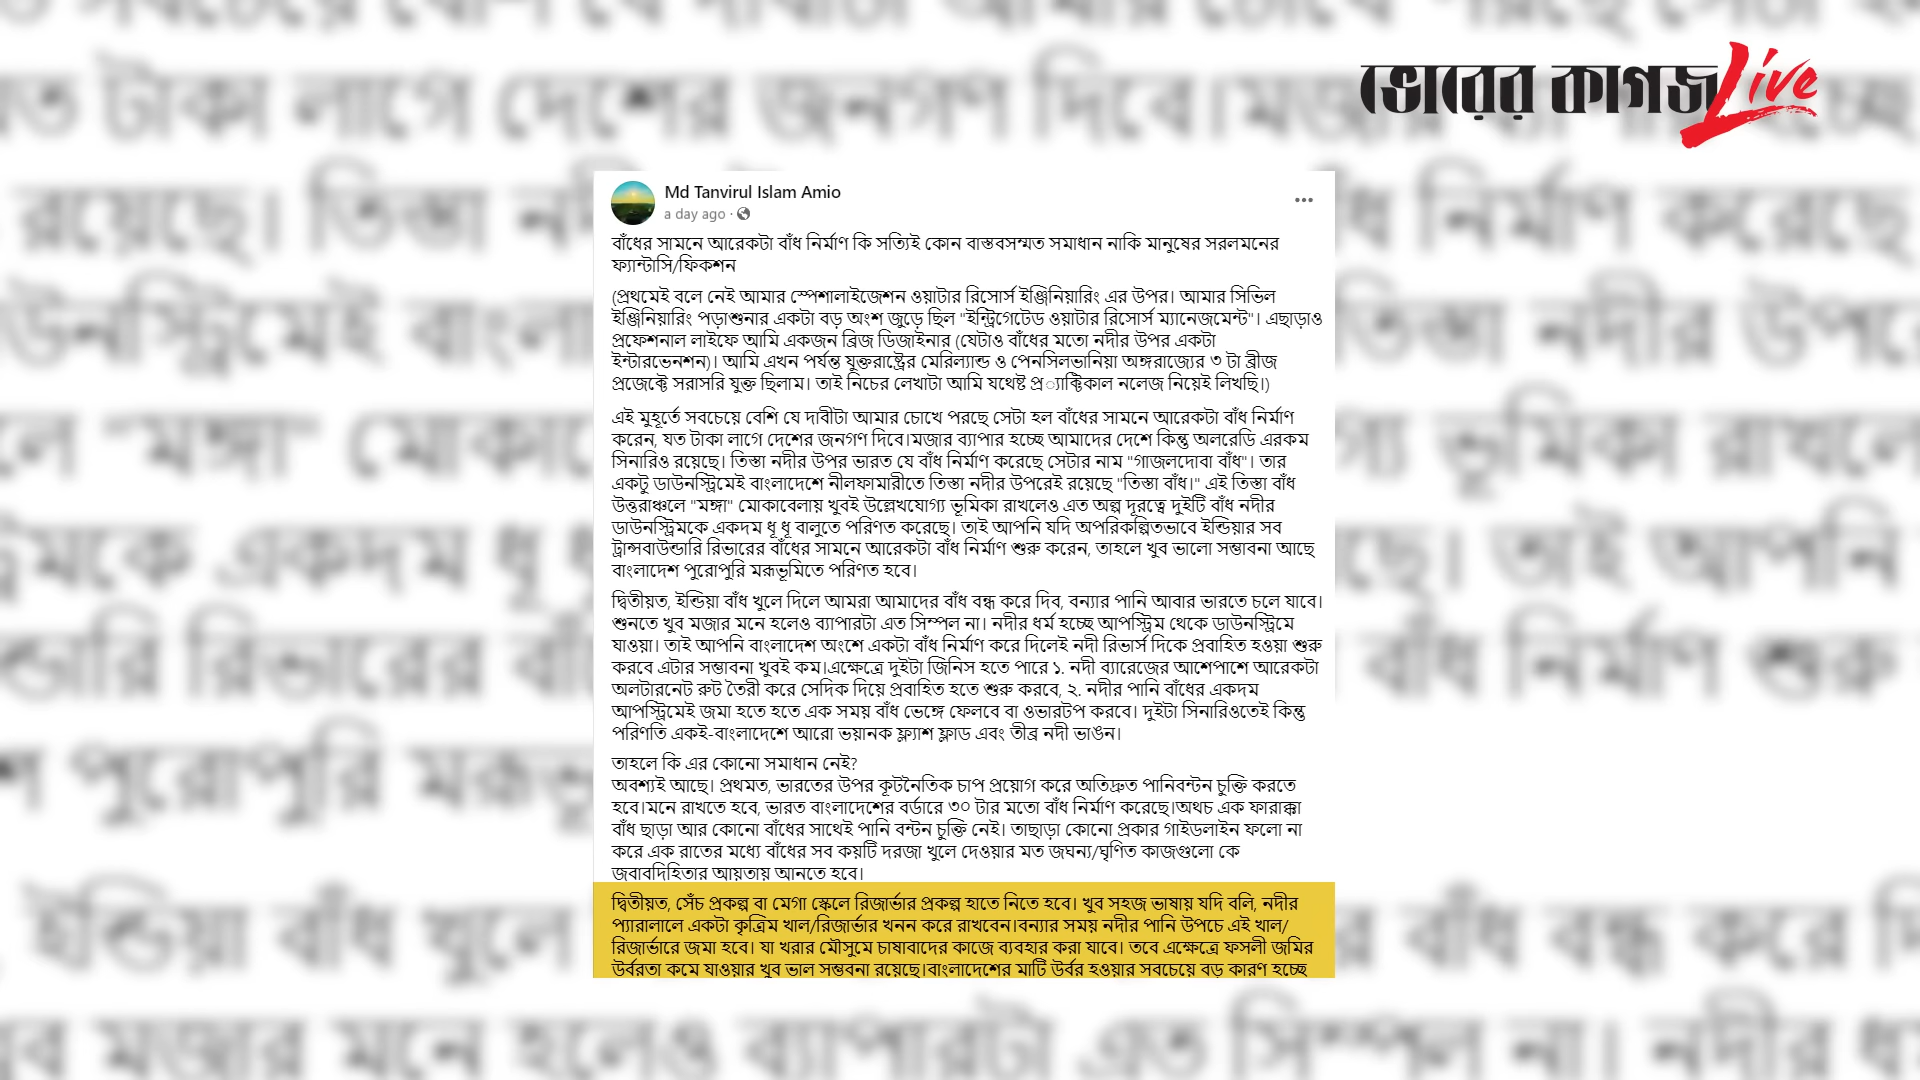 ভোরের কাগজ Live
Md Tanvirul Islam Amio
a day ago ·
বাঁধের সামনে আরেকটা বাঁধ নির্মাণ কি সত্যিই কোন বাস্তবসম্মত সমাধান নাকি মানুষের সরলমনের
ফ্যান্টাসি/ফিকশন
(প্রথমেই বলে নেই আমার স্পেশালাইজেশন ওয়াটার রিসোর্স ইঞ্জিনিয়ারিং এর উপর। আমার সিভিল
ইঞ্জিনিয়ারিং পড়াশুনার একটা বড় অংশ জুড়ে ছিল "ইন্ট্রিগেটেড ওয়াটার রিসোর্স ম্যানেজমেন্ট"। এছাড়াও
প্রফেশনাল লাইফে আমি একজন ব্রিজ ডিজাইনার (যেটাও বাঁধের মতো নদীর উপর একটা
ইন্টারভেনশন)। আমি এখন পর্যন্ত যুক্তরাষ্ট্রের মেরিল্যান্ড ও পেনসিলভানিয়া অঙ্গরাজ্যের ৩ টা ব্রীজ
প্রজেক্টে সরাসরি যুক্ত ছিলাম। তাই নিচের লেখাটা আমি যথেষ্ট প্র্যাক্টিকাল নলেজ নিয়েই লিখছি।)
এই মুহূর্তে সবচেয়ে বেশি যে দাবীটা আমার চোখে পরছে সেটা হল বাঁধের সামনে আরেকটা বাঁধ নির্মাণ
করেন, যত টাকা লাগে দেশের জনগণ দিবে।মজার ব্যাপার হচ্ছে আমাদের দেশে কিন্তু অলরেডি এরকম
সিনারিও রয়েছে। তিস্তা নদীর উপর ভারত যে বাঁধ নির্মাণ করেছে সেটার নাম "গাজলদোবা বাঁধ"। তার
একটু ডাউনস্ট্রিমেই বাংলাদেশে নীলফামারীতে তিস্তা নদীর উপরেই রয়েছে "তিস্তা বাঁধ।" এই তিস্তা বাঁধ
উত্তরাঞ্চলে "মঙ্গা" মোকাবেলায় খুবই উল্লেখযোগ্য ভূমিকা রাখলেও এত অল্প দূরত্বে দুইটি বাঁধ নদীর
ডাউনস্ট্রিমকে একদম ধূ ধূ বালুতে পরিণত করেছে। তাই আপনি যদি অপরিকল্পিতভাবে ইন্ডিয়ার সব
ট্রান্সবাউন্ডারি রিভারের বাঁধের সামনে আরেকটা বাঁধ নির্মাণ শুরু করেন, তাহলে খুব ভালো সম্ভাবনা আছে
বাংলাদেশ পুরোপুরি মরূভূমিতে পরিণত হবে।
দ্বিতীয়ত, ইন্ডিয়া বাঁধ খুলে দিলে আমরা আমাদের বাঁধ বন্ধ করে দিব, বন্যার পানি আবার ভারতে চলে যাবে।
শুনতে খুব মজার মনে হলেও ব্যাপারটা এত সিম্পল না। নদীর ধর্ম হচ্ছে আপস্ট্রিম থেকে ডাউনস্ট্রিমে
যাওয়া। তাই আপনি বাংলাদেশ অংশে একটা বাঁধ নির্মাণ করে দিলেই নদী রিভার্স দিকে প্রবাহিত হওয়া শুরু
করবে এটার সম্ভাবনা খুবই কম।এক্ষেত্রে দুইটা জিনিস হতে পারে ১. নদী ব্যারেজের আশেপাশে আরেকটা
অলটারনেট রুট তৈরী করে সেদিক দিয়ে প্রবাহিত হতে শুরু করবে, ২. নদীর পানি বাঁধের একদম
আপস্ট্রিমেই জমা হতে হতে এক সময় বাঁধ ভেঙ্গে ফেলবে বা ওভারটপ করবে। দুইটা সিনারিওতেই কিন্তু
পরিণতি একই-বাংলাদেশে আরো ভয়ানক ফ্ল্যাশ ফ্লাড এবং তীব্র নদী ভাঙন।
তাহলে কি এর কোনো সমাধান নেই?
অবশ্যই আছে। প্রথমত, ভারতের উপর কূটনৈতিক চাপ প্রয়োগ করে অতিদ্রুত পানিবন্টন চুক্তি করতে
হবে।মনে রাখতে হবে, ভারত বাংলাদেশের বর্ডারে ৩০ টার মতো বাঁধ নির্মাণ করেছে।অথচ এক ফারাক্কা
বাঁধ ছাড়া আর কোনো বাঁধের সাথেই পানি বন্টন চুক্তি নেই। তাছাড়া কোনো প্রকার গাইডলাইন ফলো না
করে এক রাতের মধ্যে বাঁধের সব কয়টি দরজা খুলে দেওয়ার মত জঘন্য/ঘৃণিত কাজগুলো কে
জবাবদিহিতার আয়তায় আনতে হবে।
দ্বিতীয়ত, সেঁচ প্রকল্প বা মেগা স্কেলে রিজার্ভার প্রকল্প হাতে নিতে হবে। খুব সহজ ভাষায় যদি বলি, নদীর
প্যারালালে একটা কৃত্রিম খাল/রিজার্ভার খনন করে রাখবেন।বন্যার সময় নদীর পানি উপচে এই খাল/
রিজার্ভারে জমা হবে। যা খরার মৌসুমে চাষাবাদের কাজে ব্যবহার করা যাবে। তবে এক্ষেত্রে ফসলী জমির
উর্বরতা কমে যাওয়ার খুব ভাল সম্ভবনা রয়েছে।বাংলাদেশের মাটি উর্বর হওয়ার সবচেয়ে বড় কারণ হচ্ছে